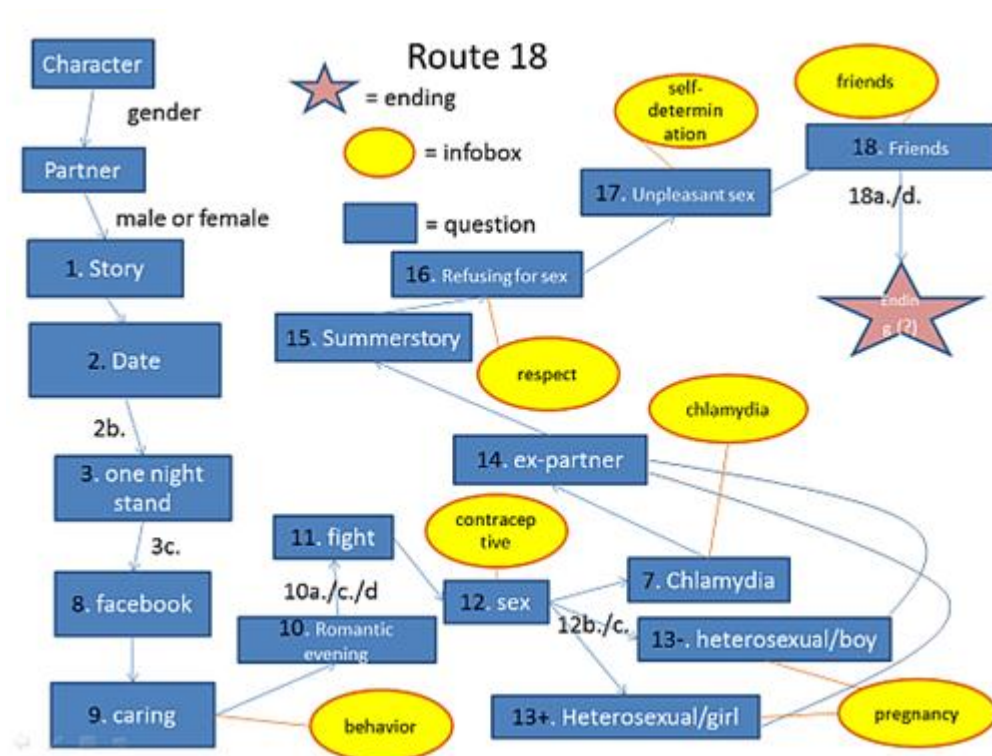 Route 18
= ending
= infobox
= question
Character
gender
Partner
male or female
1. Story
2. Date
2b.
3. one night
stand
3c.
8. facebook
9. caring
behavior
10. Romantic
evening
10a./c./d
11. fight
12. sex
contracep
tive
12b./c.
7. Chlamydia
chlamydia
13-. heterosexual/boy
13+. Heterosexual/girl
pregnancy
14. ex-partner
15. Summerstory
16. Refusing for sex
respect
17. Unpleasant sex
self-
determin
ation
18. Friends
friends
18a./d.
Endin
g (?)